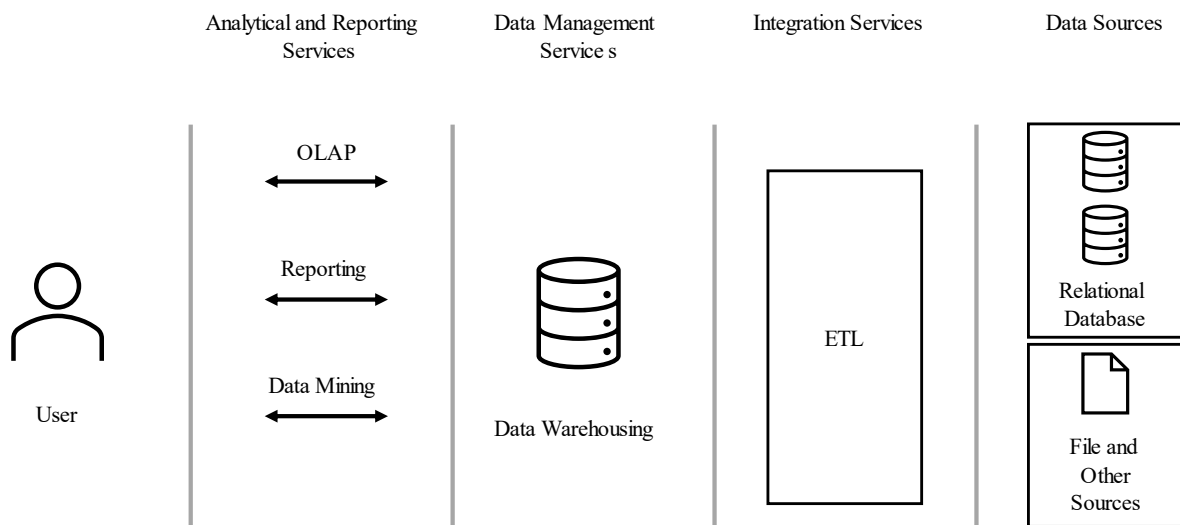 Analytical and Reporting
Services
Data Management
Service s
Integration Services
Data Sources
OLAP
Reporting
Data Mining
User
Data Warehousing
ETL
Relational
Database
File and
Other
Sources